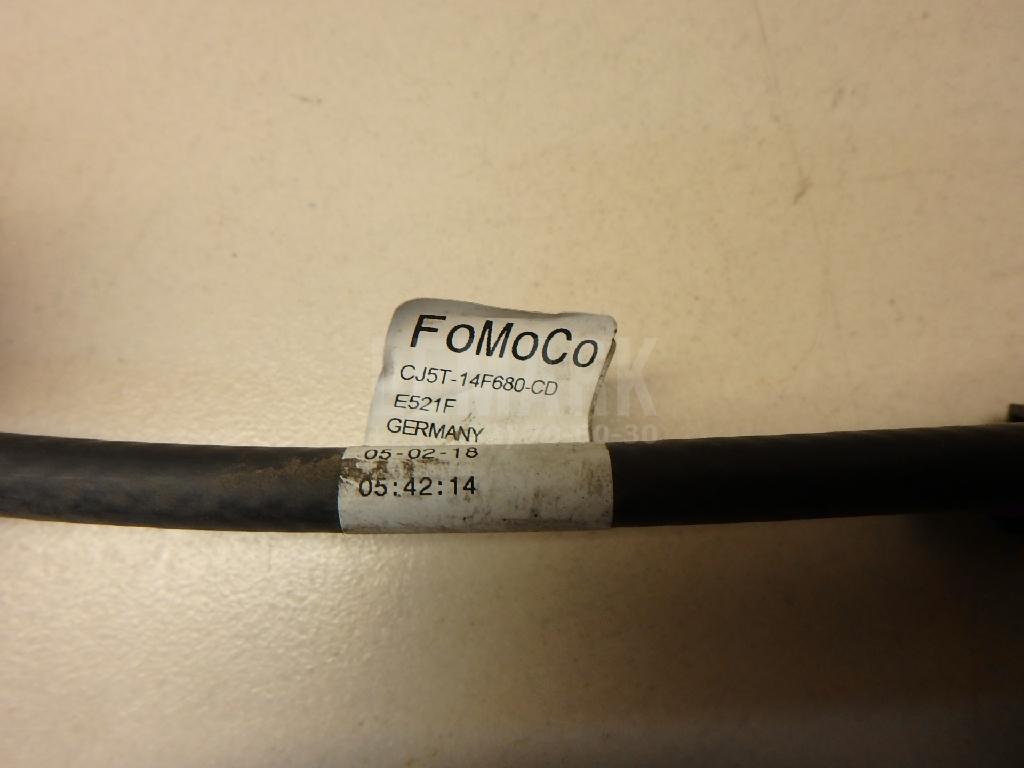 FoMoCo
CJ5T-14F680-CD
E521F
GERMANY
05-02-18
05:42:14